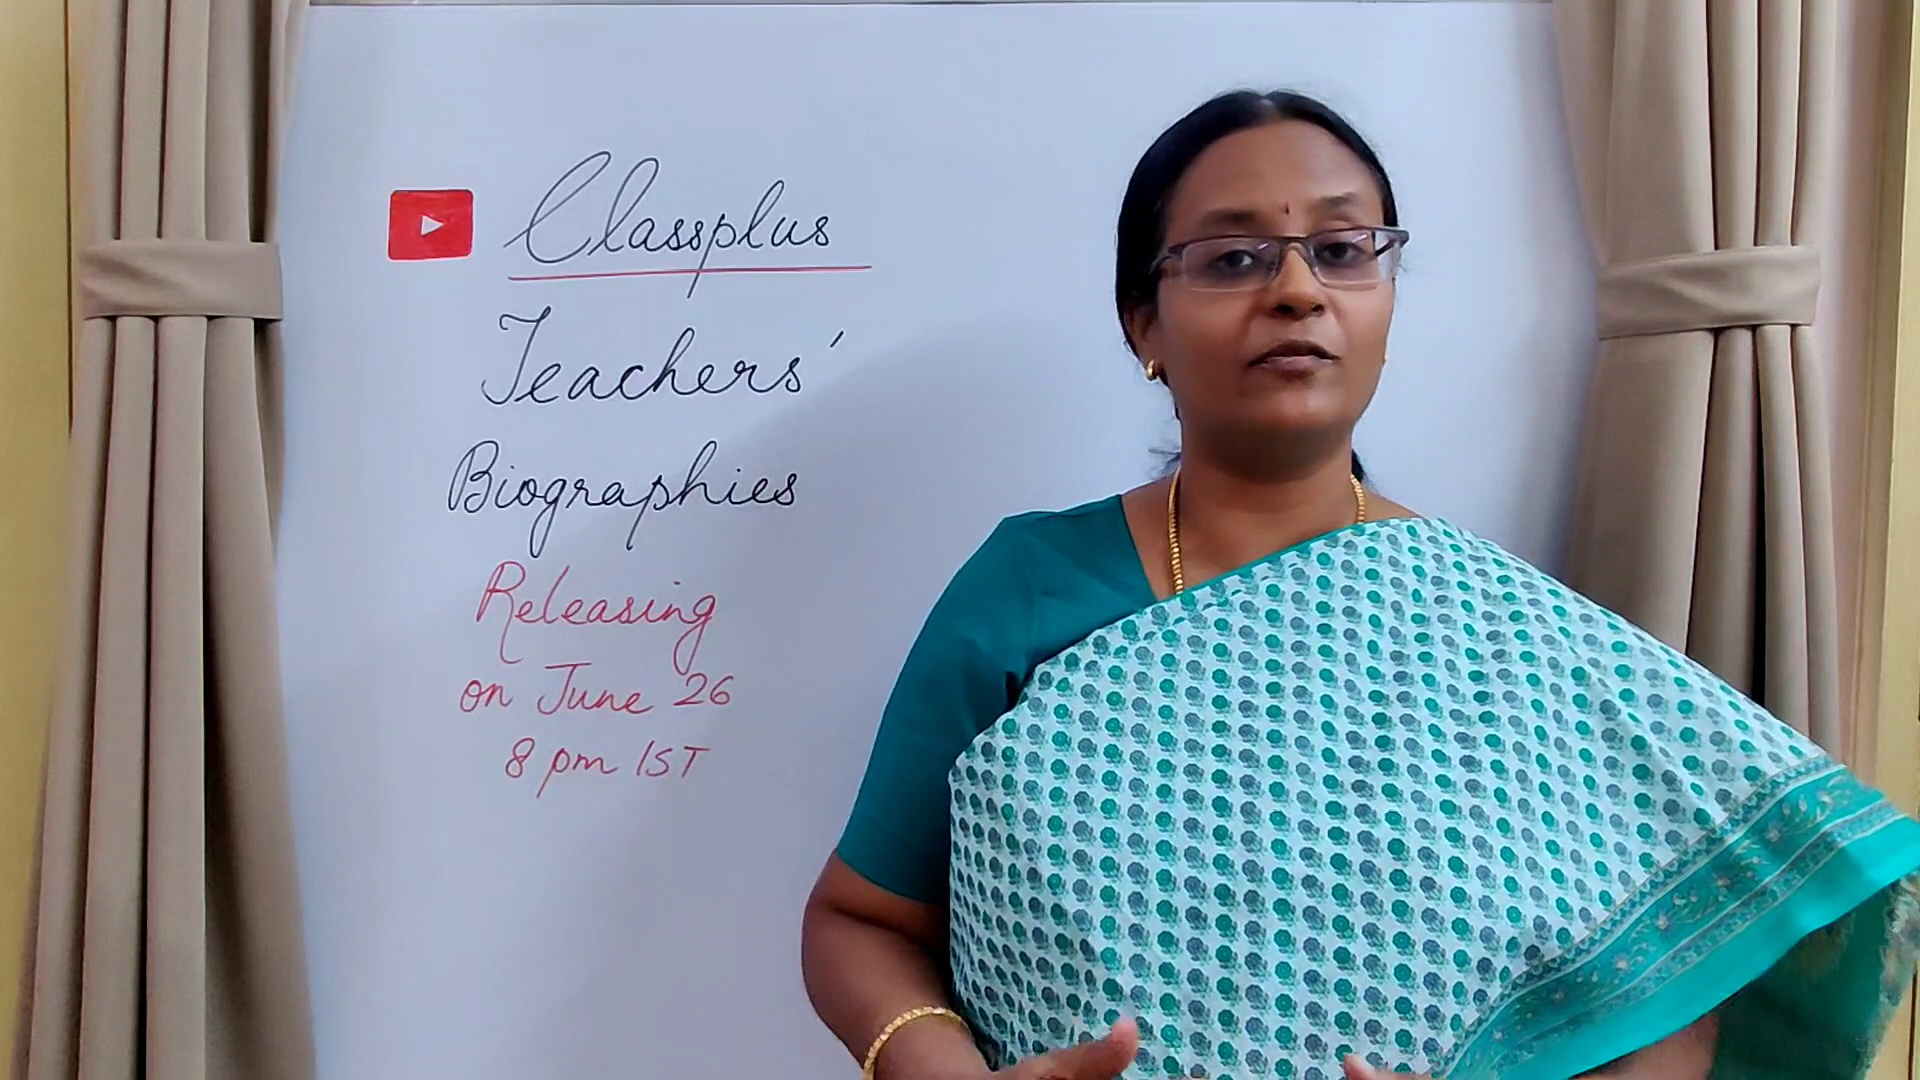 Classplus
Teachers'
Biographies
Releasing
on June 26
8 pm IST